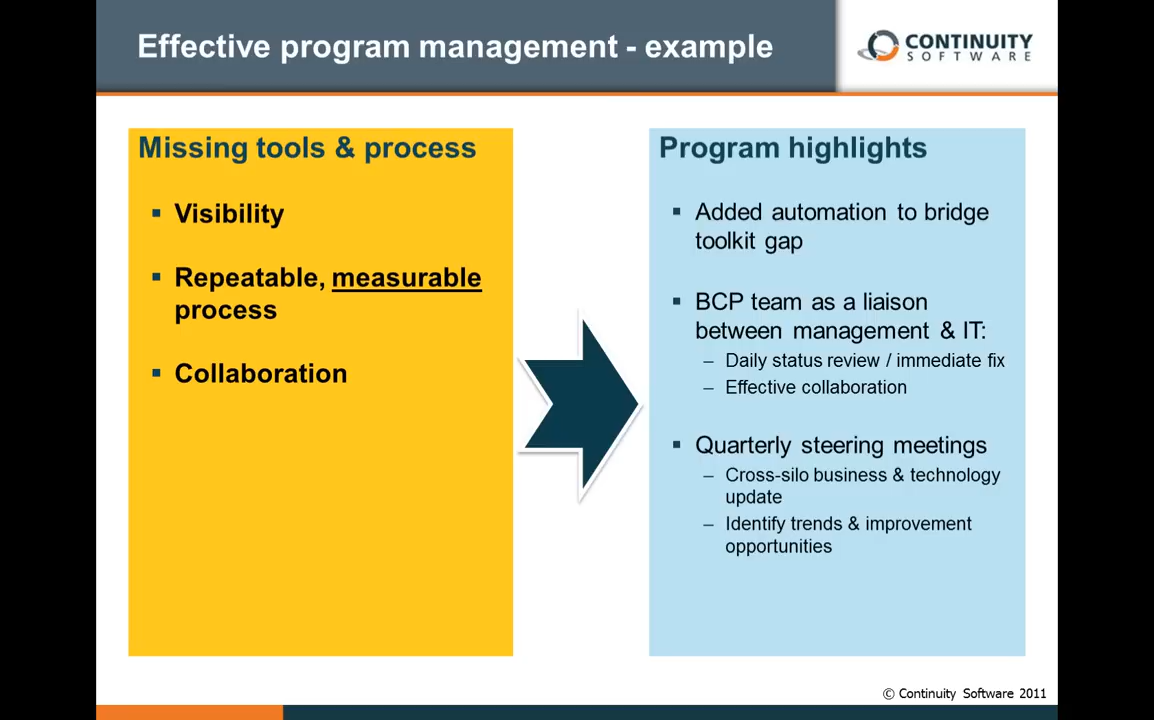 Effective program management - example
CONTINUITY
SOFTWARE
Missing tools & process
▪ Visibility
▪ Repeatable, measurable
process
▪ Collaboration
Program highlights
▪ Added automation to bridge
toolkit gap
▪ BCP team as a liaison
between management & IT:
– Daily status review / immediate fix
– Effective collaboration
▪ Quarterly steering meetings
– Cross-silo business & technology
update
– Identify trends & improvement
opportunities
© Continuity Software 2011